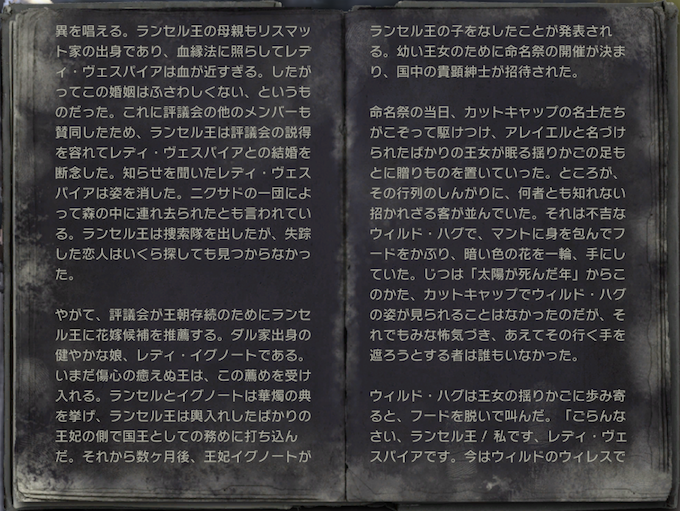 異を唱える。ランセル王の母親もリスマッ
ト家の出身であり、血縁法に照らしてレデ
ィ・ヴェスパイアは血が近すぎる。したが
ってこの婚姻はふさわしくない、というも
のだった。これに評議会の他のメンバーも
賛同したため、ランセル王は評議会の説得
を容れてレディ・ヴェスパイアとの結婚を
断念した。知らせを聞いたレディ・ヴェス
パイアは姿を消した。ニクサドの一団によ
って森の中に連れ去られたとも言われてい
る。ランセル王は捜索隊を出したが、失踪
した恋人はいくら探しても見つからなかっ
た。
やがて、評議会が王朝存続のためにランセ
ル王に花嫁候補を推薦する。ダル家出身の
健やかな娘、レディ・イグノートである。
いまだ傷心の癒えぬ王は、この薦めを受け
入れる。ランセルとイグノートは華燭の典
を挙げ、ランセル王は輿入れしたばかりの
王妃の側で国王としての務めに打ち込ん
だ。それから数ヶ月後、王妃イグノートが
ランセル王の子をなしたことが発表され
る。幼い王女のために命名祭の開催が決ま
り、国中の貴顕紳士が招待された。
命名祭の当日、カットキャップの名士たち
がこぞって駆けつけ、アレイエルと名づけ
られたばかりの王女が眠る揺りかごの足も
とに贈りものを置いていった。ところが、
その行列のしんがりに、何者とも知れない
招かれざる客が並んでいた。それは不吉な
ウィルド・ハグで、マントに身を包んでフ
ードをかぶり、暗い色の花を一輪、手にし
ていた。じつは「太陽が死んだ年」からこ
のかた、カットキャップでウィルド・ハグ
の姿が見られることはなかったのだが、そ
れでもみな怖気づき、あえてその行く手を
遮ろうとする者は誰もいなかった。
ウィルド・ハグは王女の揺りかごに歩み寄
ると、フードを脱いで叫んだ。「ごらんな
さい、ランセル王！私です、レディ・ヴェ
スパイアです。今はウィルドのウィレスで